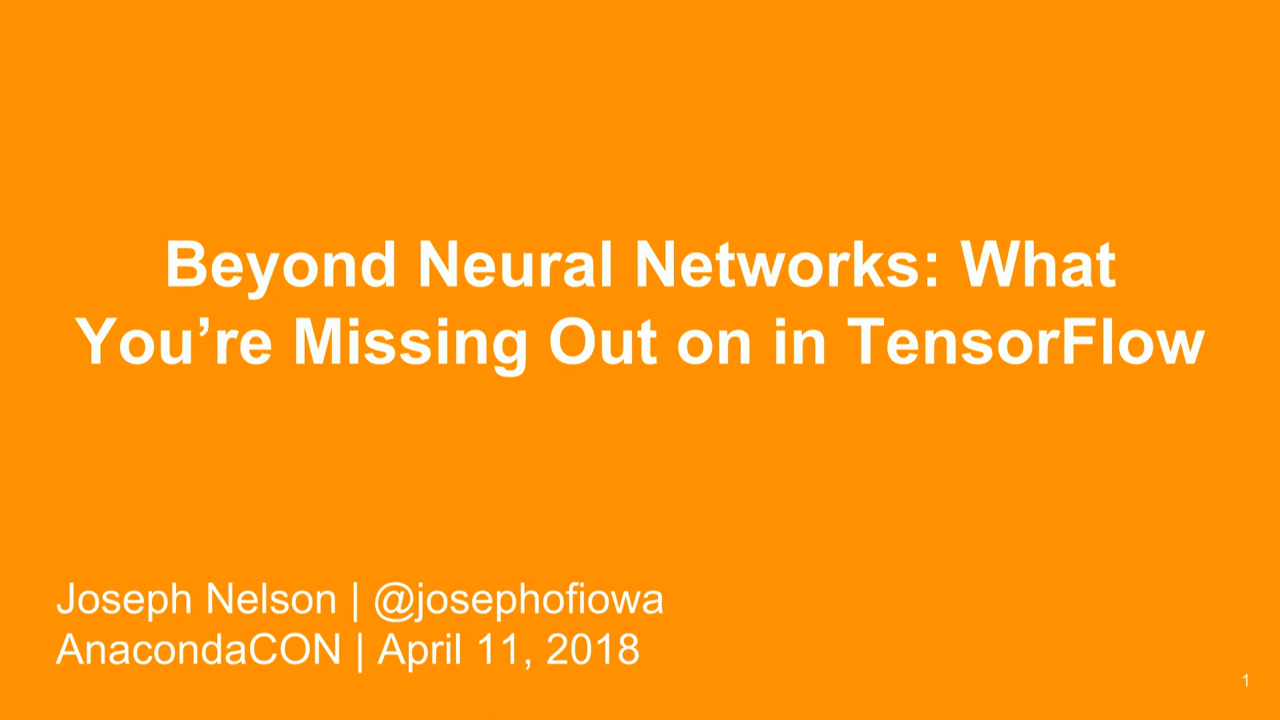 Beyond Neural Networks: What
You’re Missing Out on in TensorFlow
Joseph Nelson | @josephofiowa
AnacondaCON | April 11, 2018
1